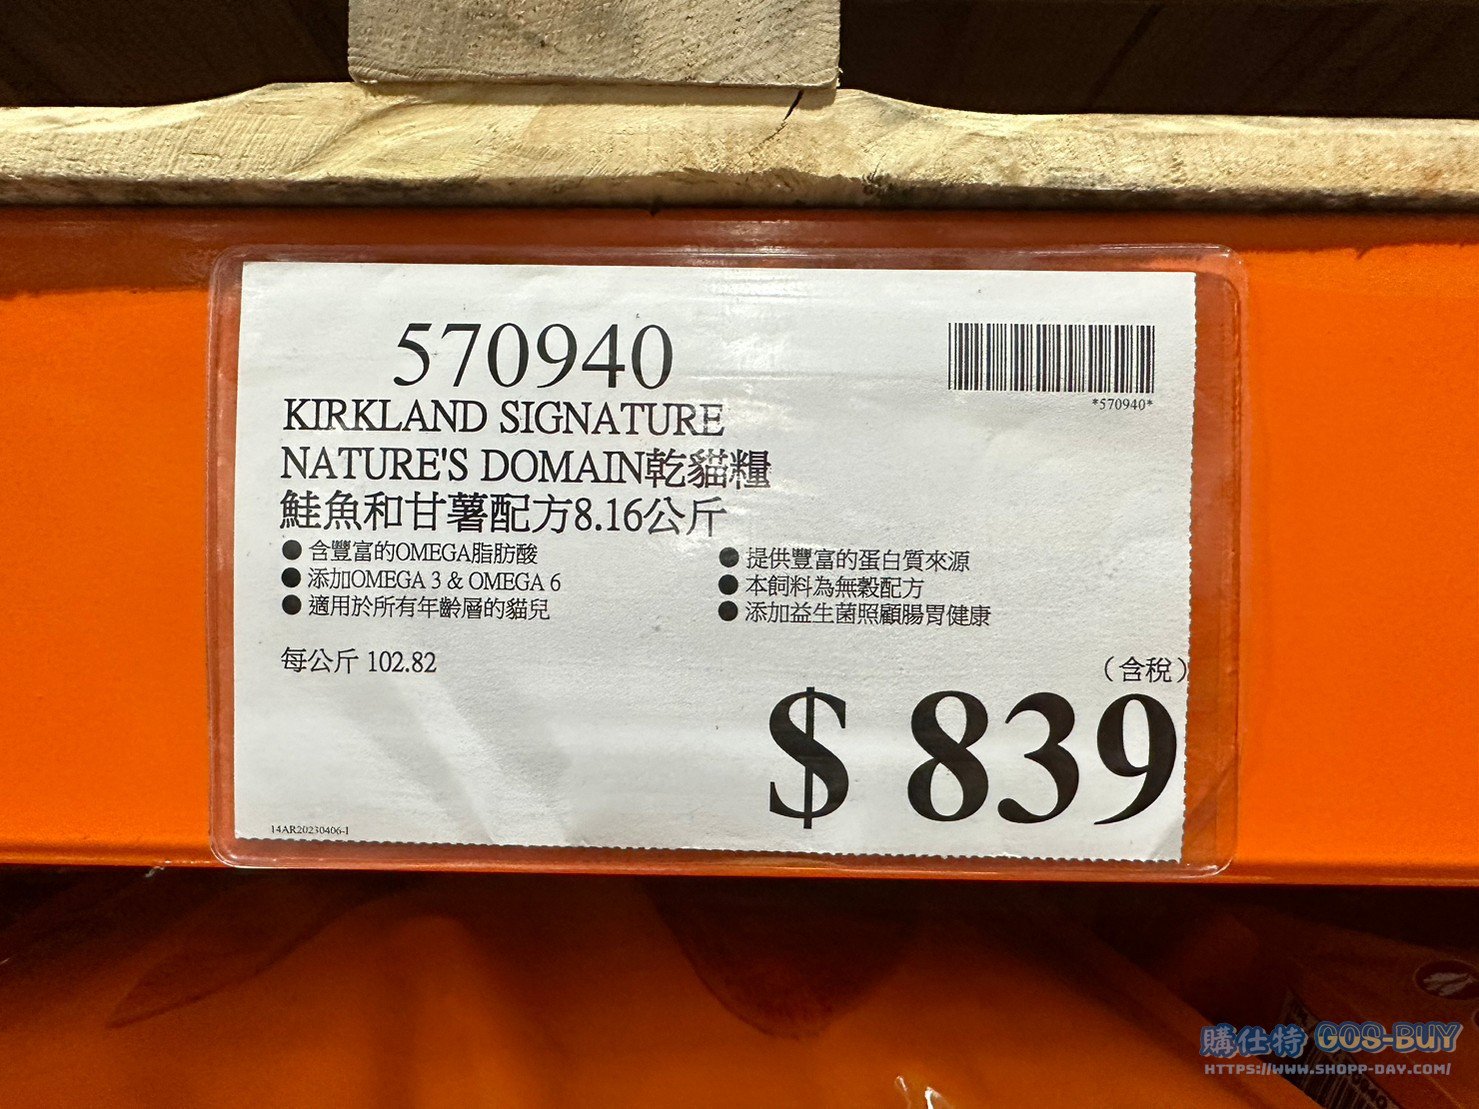 570940
*570940*
KIRKLAND SIGNATURE
NATURE'S DOMAIN乾貓糧
鮭魚和甘薯配方8.16公斤
● 含豐富的OMEGA脂肪酸
● 添加OMEGA 3 & OMEGA 6
● 適用於所有年齡層的貓兒
● 提供豐富的蛋白質來源
● 本飼料為無穀配方
● 添加益生菌照顧腸胃健康
每公斤 102.82
（含稅）
$ 839
14AR20230406-1
購仕特 GOS-BUY
HTTPS://WWW.SHOPP-DAY.COM/